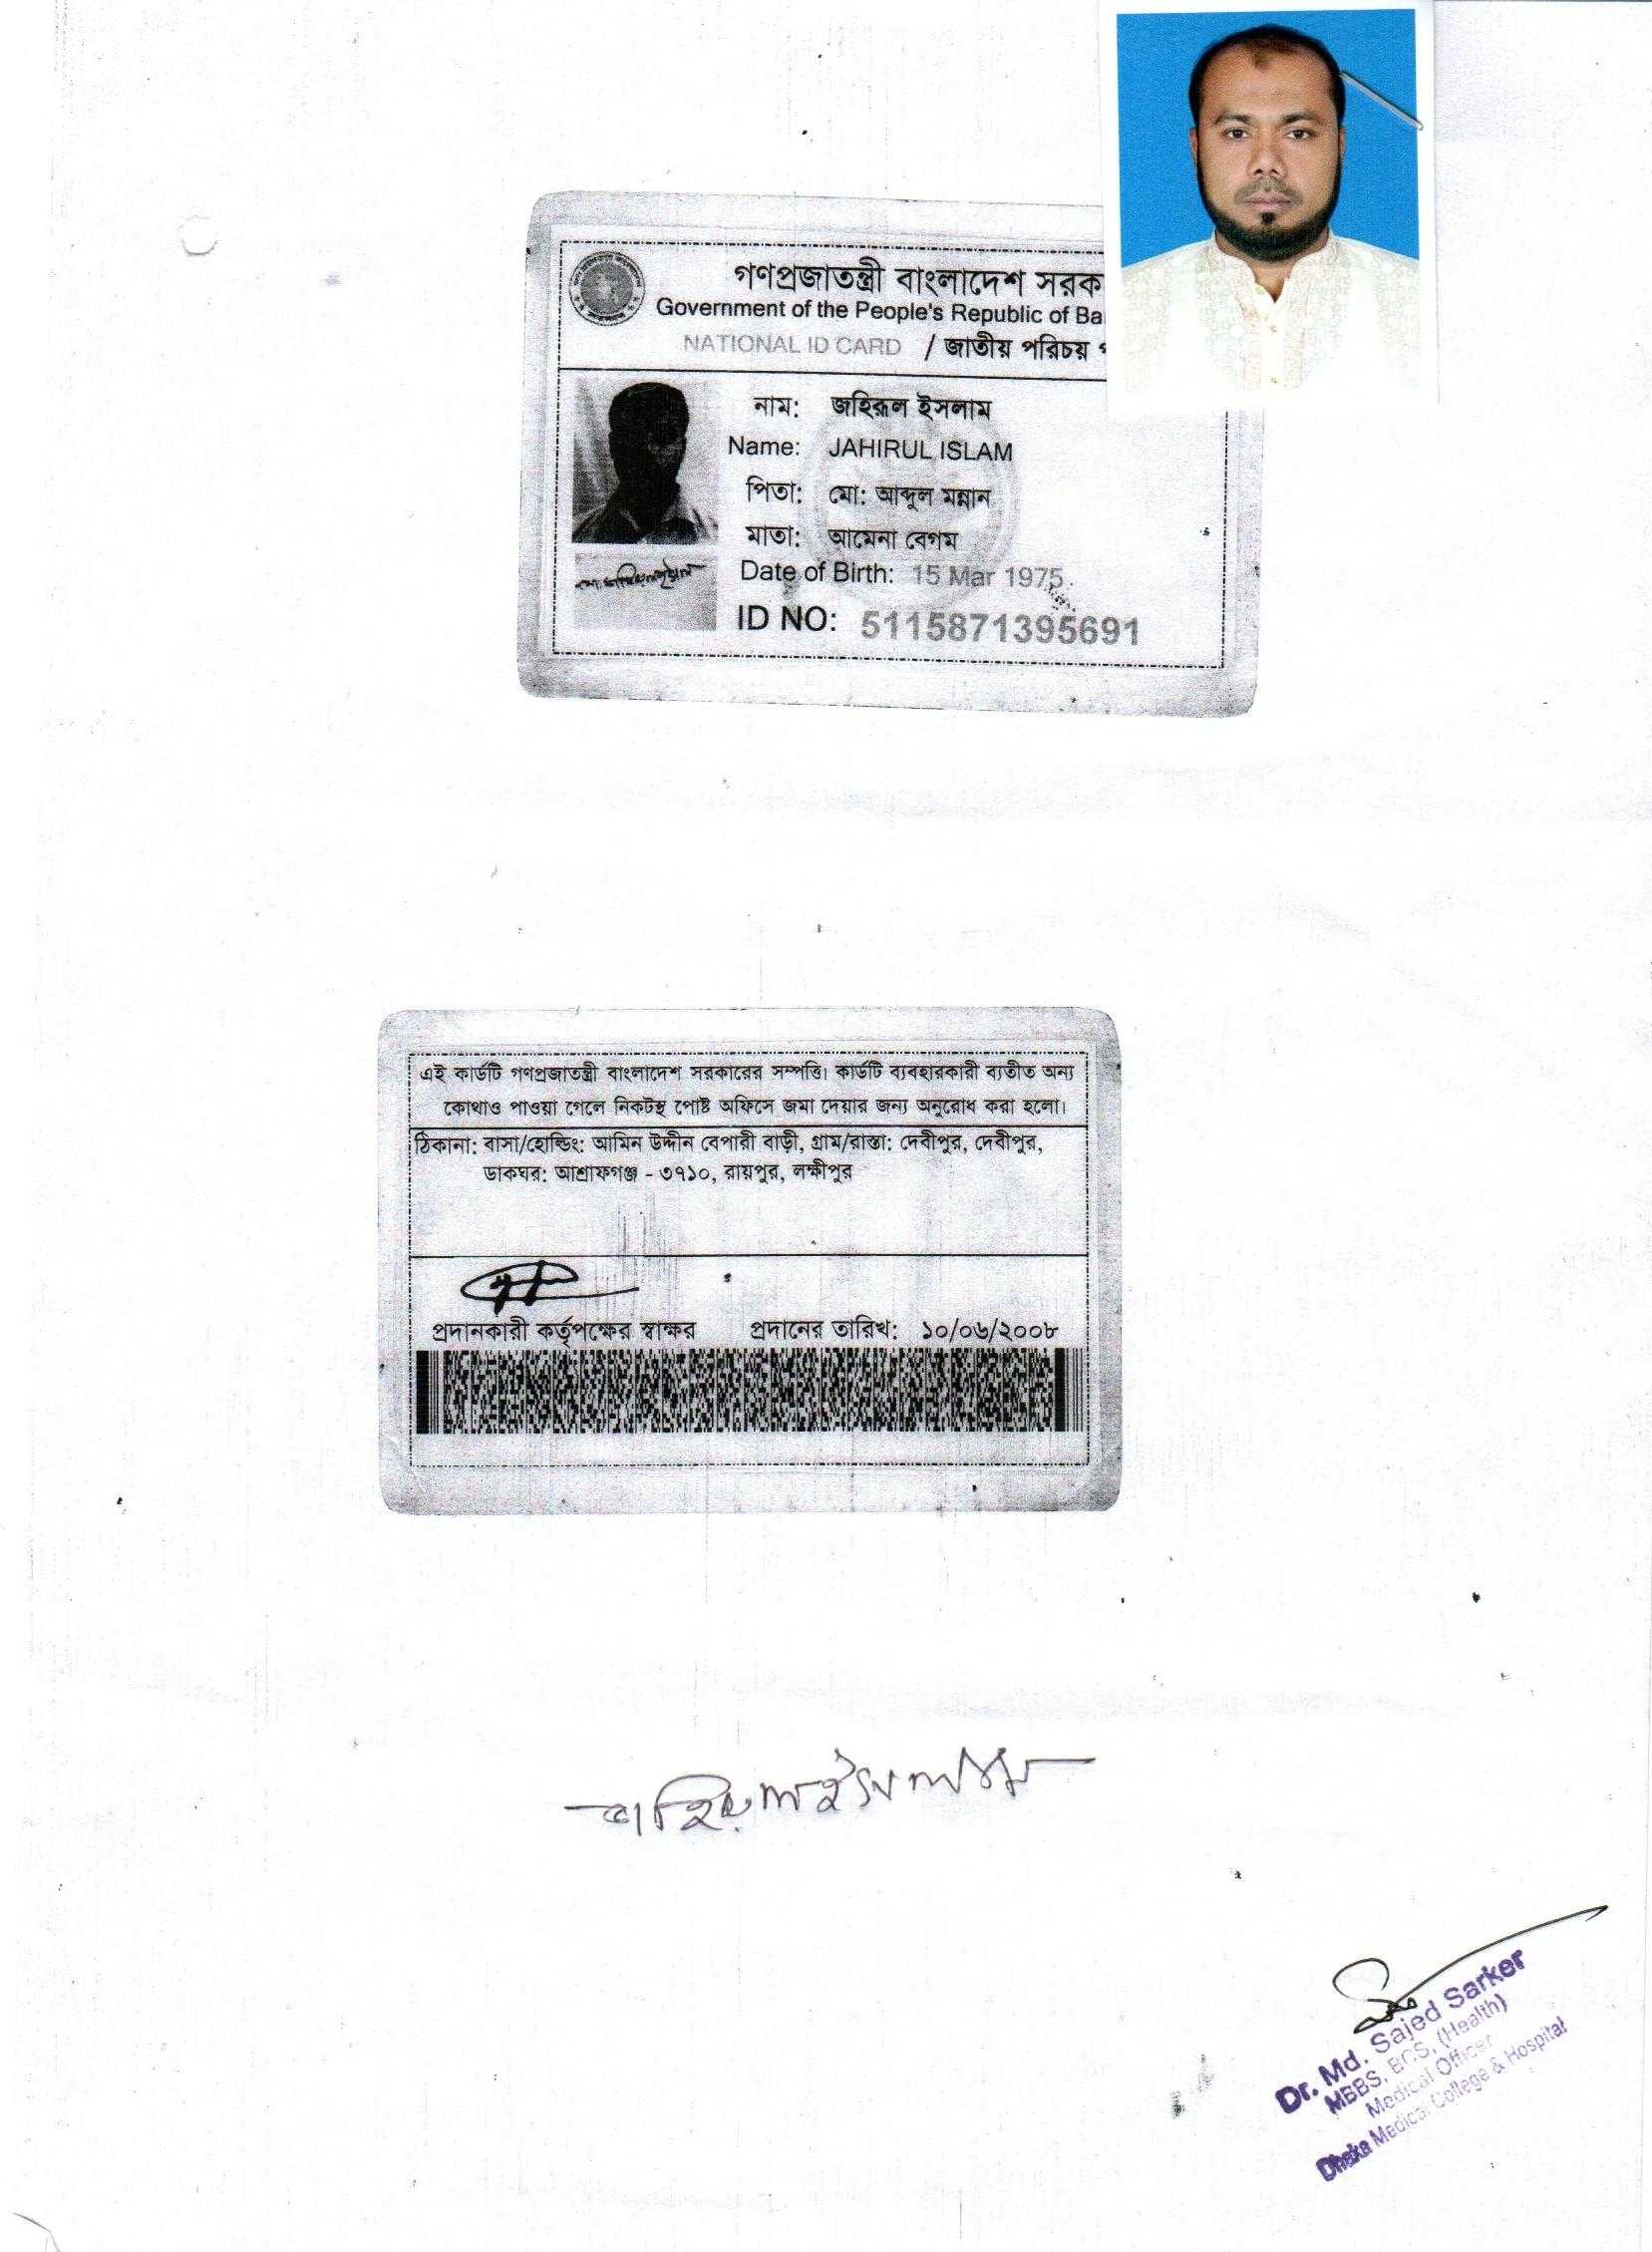 গণপ্রজাতন্ত্রী বাংলাদেশ সরক
Government of the People's Republic of Ba
NATIONAL ID CARD / জাতীয় পরিচয়
নাম: জহিরুল ইসলাম
Name: JAHIRUL ISLAM
পিতা: মো: আব্দুল মন্নান
মাতা: আমেনা বেগম
Date of Birth: 15 Mar 1975
ID NO: 5115871395691
এই কার্ডটি গণপ্রজাতন্ত্রী বাংলাদেশ সরকারের সম্পত্তি। কার্ডটি ব্যবহারকারী ব্যতীত অন্য
কোথাও পাওয়া গেলে নিকটস্থ পোষ্ট অফিসে জমা দেয়ার জন্য অনুরোধ করা হলো।
ঠিকানা: বাসা/হোল্ডিং: আমিন উদ্দীন বেপারী বাড়ী, গ্রাম/রাস্তা: দেবীপুর, দেবীপুর,
ডাকঘর: আশ্রাফগঞ্জ - ৩৭১০, রায়পুর, লক্ষীপুর
প্রদানকারী কর্তৃপক্ষের স্বাক্ষর প্রদানের তারিখ: ১০/০৬/২০০৮
জহিরুল ইসলাম
Dr. Md. Sajed Sarker
MBBS, BCS, (Health)
Medical Officer
Dhaka Medical College & Hospital